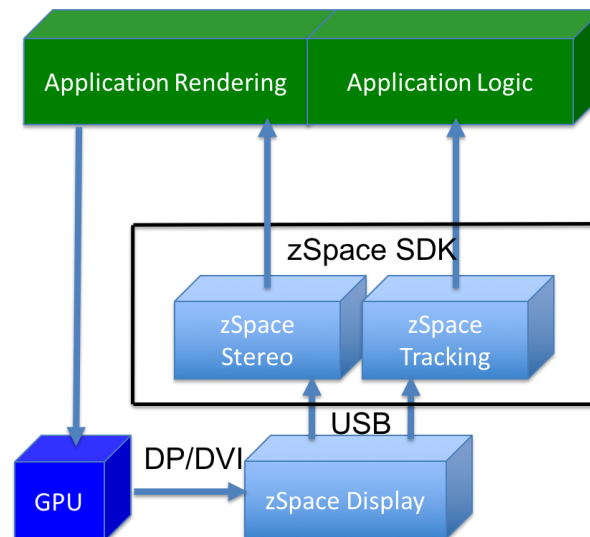 Application Rendering
Application Logic
zSpace SDK
zSpace
Stereo
zSpace
Tracking
USB
DP/DVI
GPU
zSpace Display